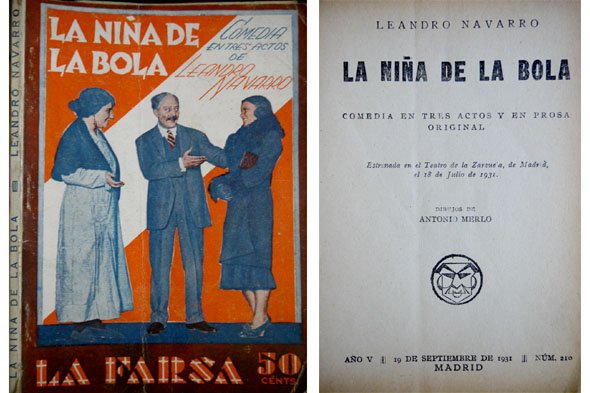 LEANDRO NAVARRO
LA NIÑA DE LA BOLA
LA NIÑA DE
LA BOLA
COMEDIA
EN TRES ACTOS
DE
LEANDRO
NAVARRO
LA FARSA 50
CENTS.
LEANDRO NAVARRO
LA NIÑA DE LA BOLA
COMEDIA EN TRES ACTOS Y EN PROSA
ORIGINAL
Estrenada en el Teatro de la Zarzuela, de Madrid,
el 18 de Julio de 1931.
DIBUJOS DE
ANTONIO MERLO
AÑO V 19 DE SEPTIEMBRE DE 1931 NÚM. 210
MADRID